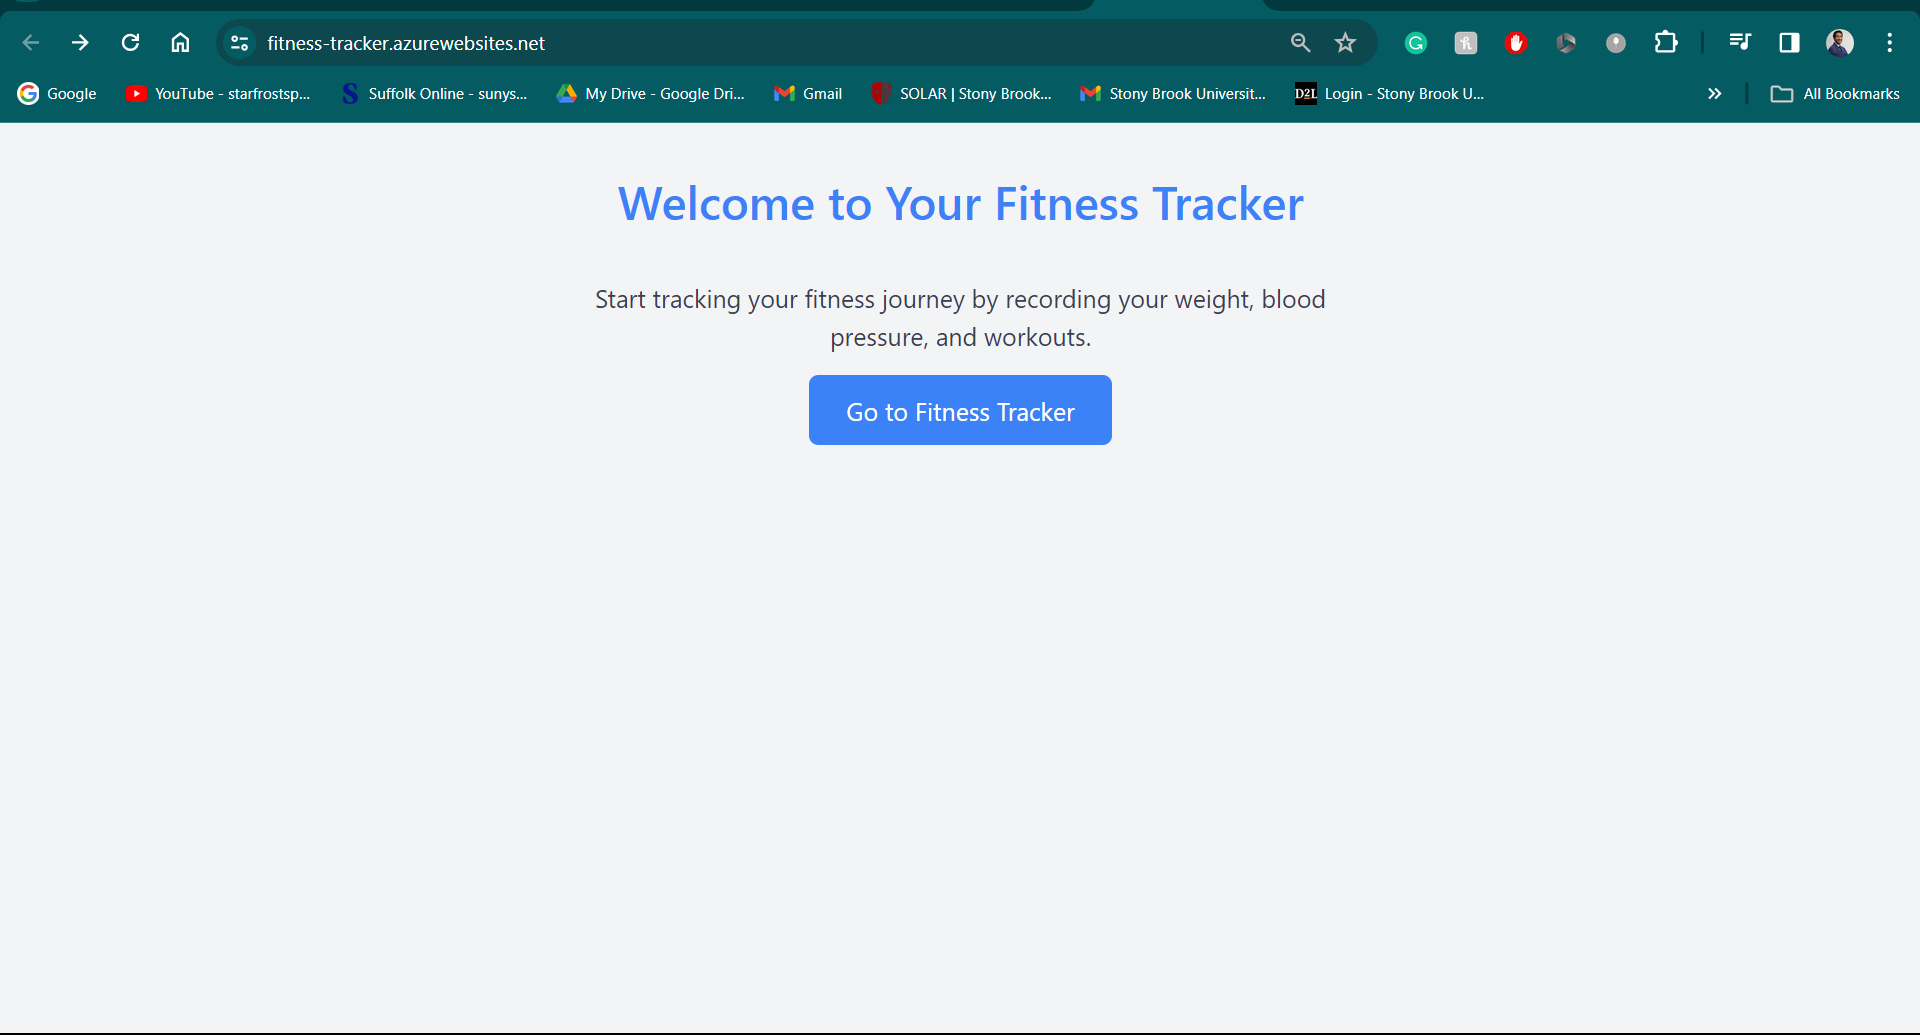 fitness-tracker.azurewebsites.net
Google YouTube - starfrostsp... Suffolk Online - sunys... My Drive - Google Dri... Gmail SOLAR | Stony Brook... Stony Brook Universit... D2L Login - Stony Brook U... All Bookmarks
Welcome to Your Fitness Tracker
Start tracking your fitness journey by recording your weight, blood
pressure, and workouts.
Go to Fitness Tracker